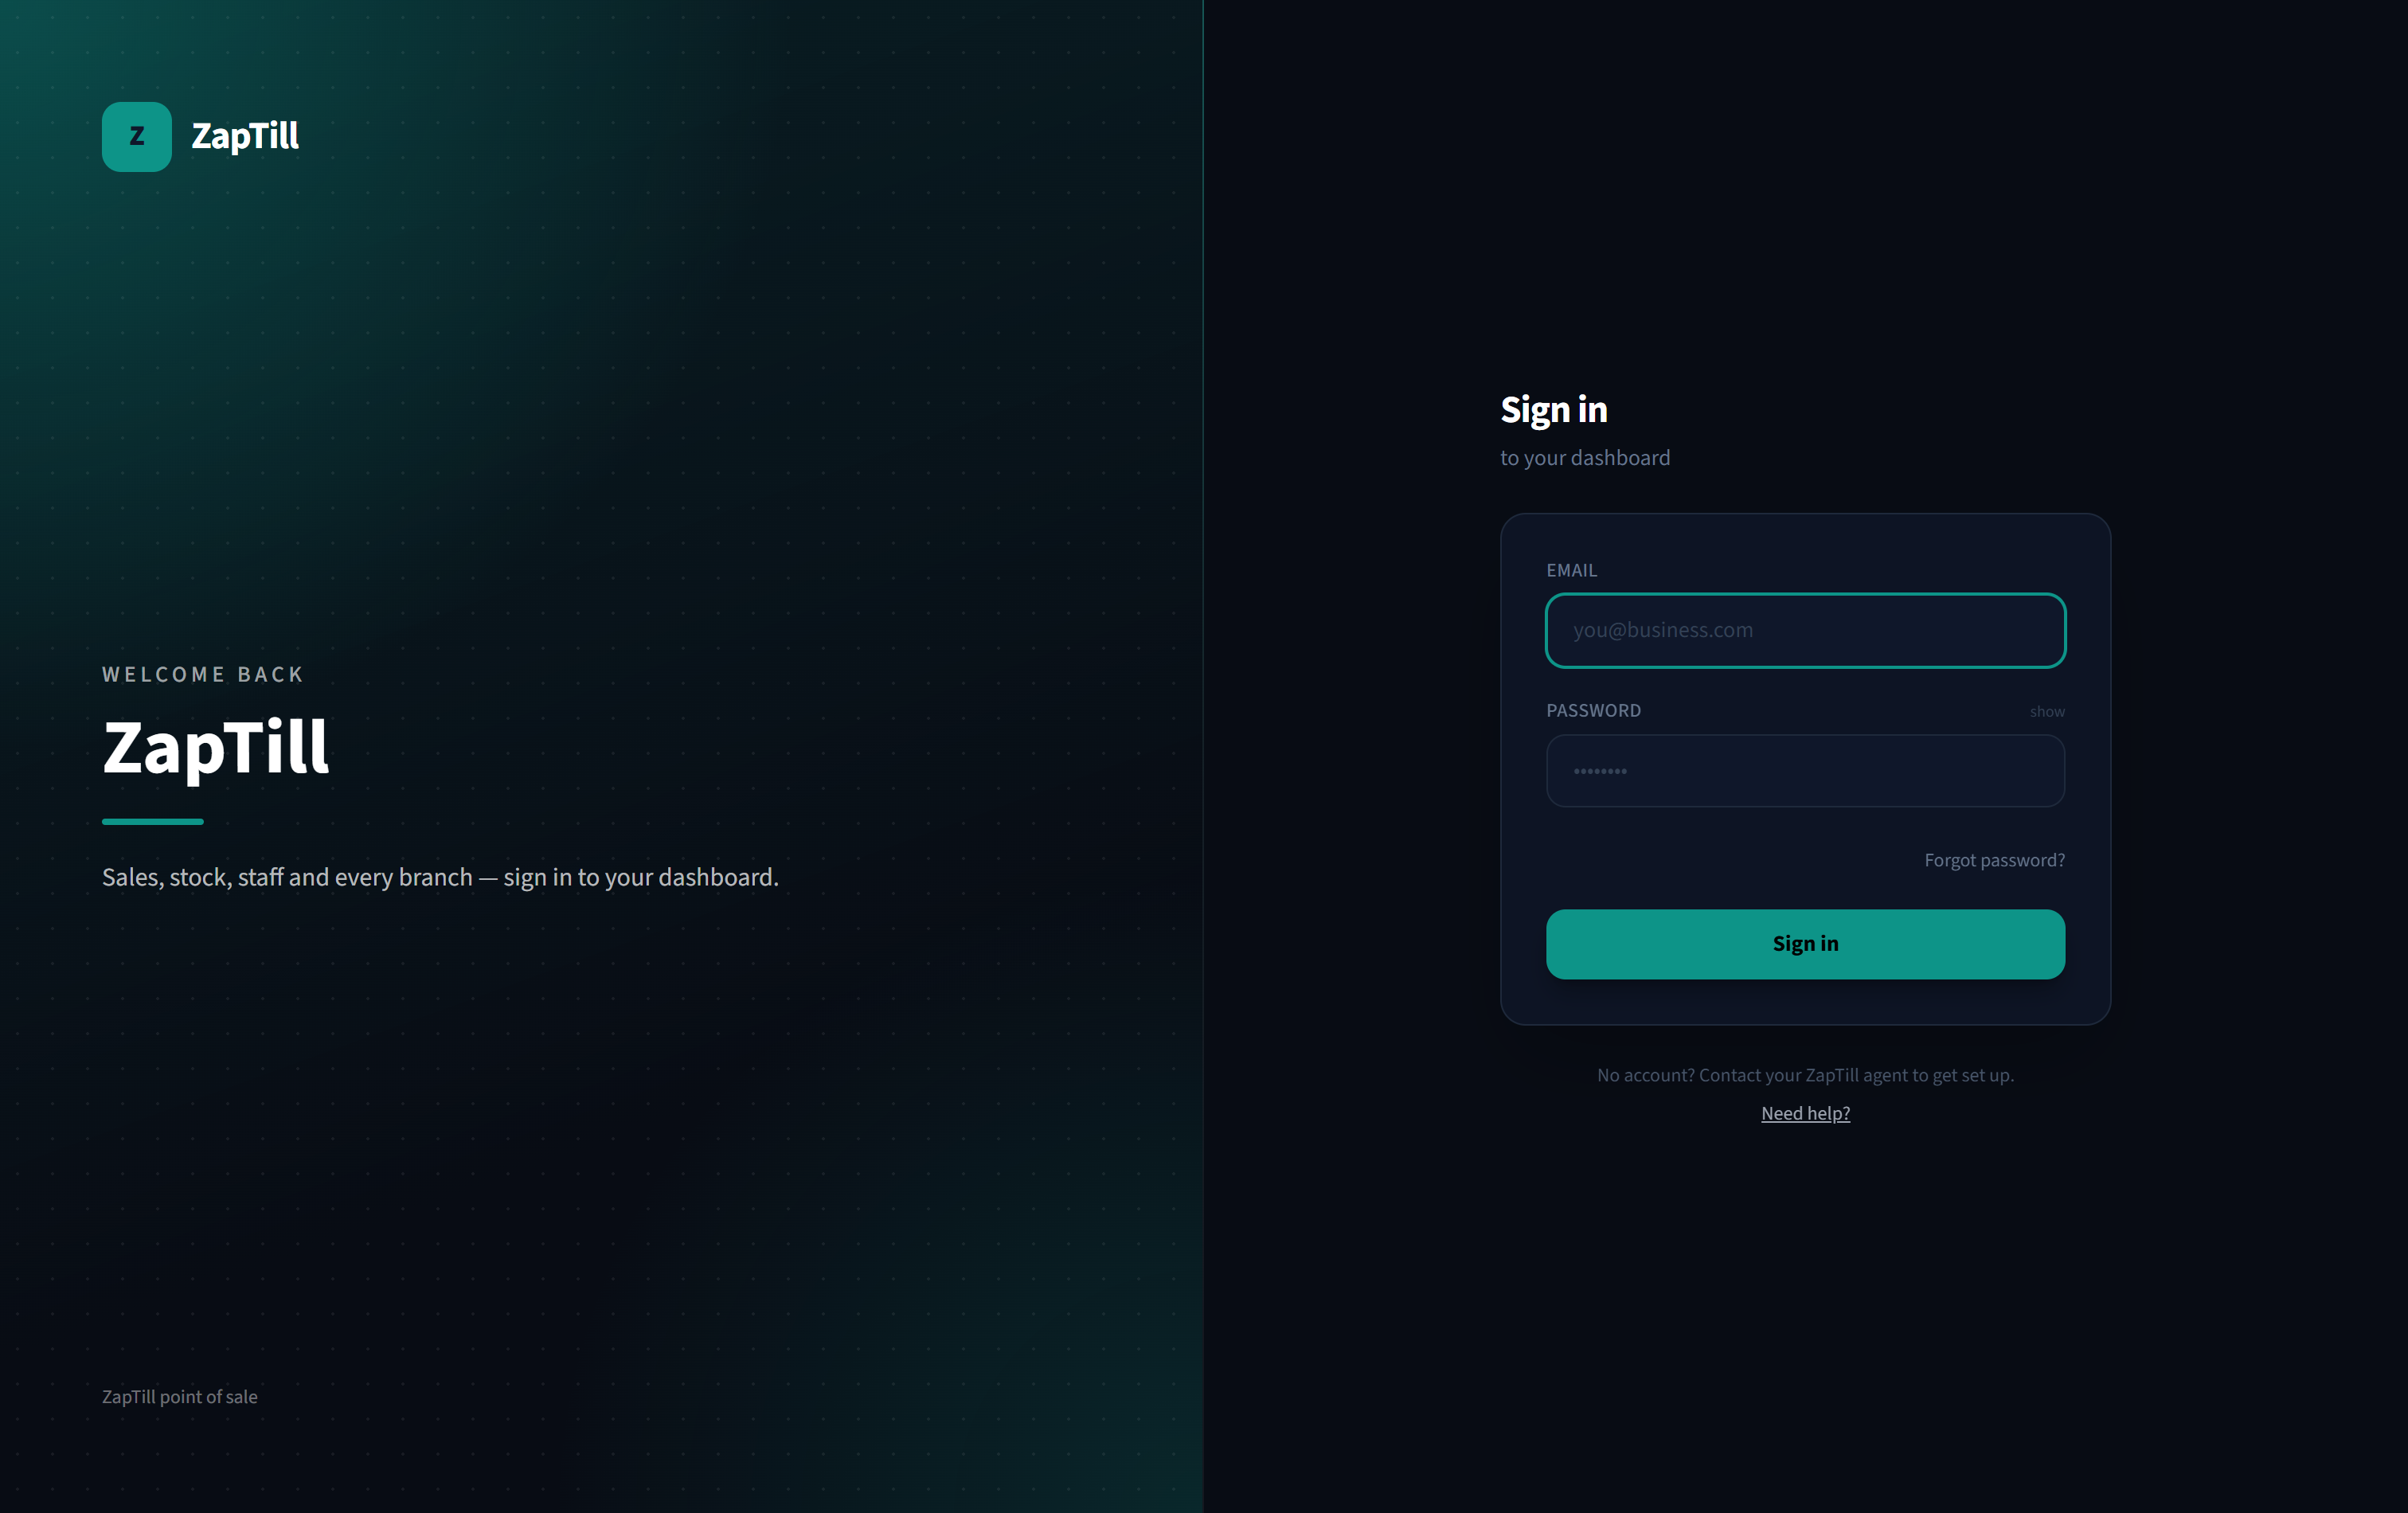 Z
ZapTill
WELCOME BACK
ZapTill
Sales, stock, staff and every branch — sign in to your dashboard.
ZapTill point of sale
Sign in
to your dashboard
EMAIL
you@business.com
PASSWORD
show
••••••••
Forgot password?
Sign in
No account? Contact your ZapTill agent to get set up.
Need help?